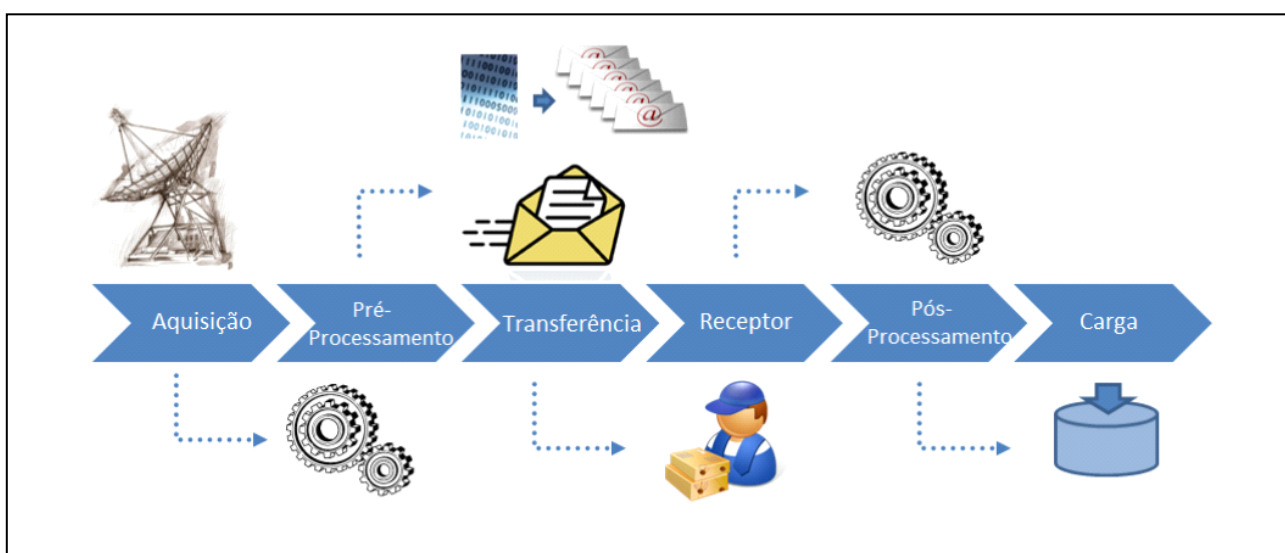 Aquisição
Pré-
Processamento
Transferência
Receptor
Pós-
Processamento
Carga